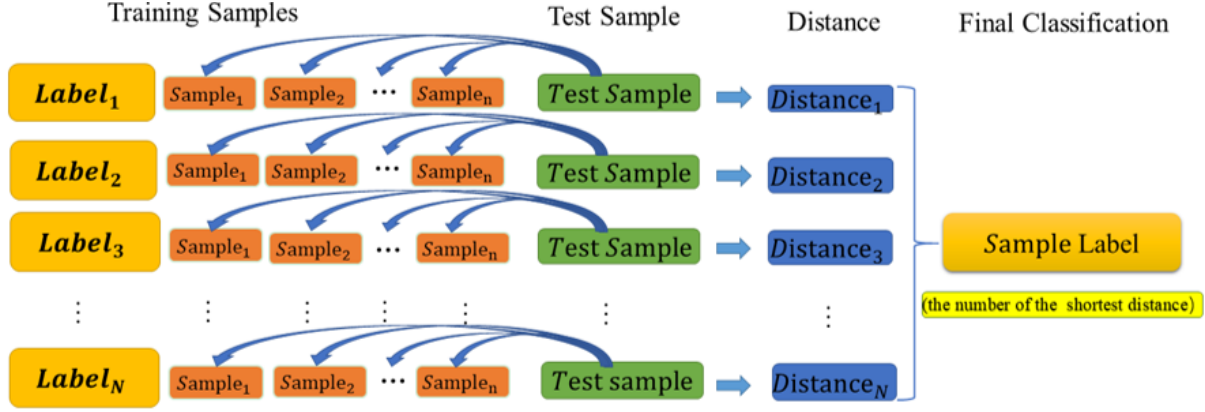 Training Samples Test Sample Distance Final Classification
Label₁ Sample₁ Sample₂ ··· Sampleₙ Test Sample Distance₁
Label₂ Sample₁ Sample₂ ··· Sampleₙ Test Sample Distance₂
Label₃ Sample₁ Sample₂ ··· Sampleₙ Test Sample Distance₃
Sample Label
(the number of the shortest distance)
⋮ ⋮ ⋮ ⋮ ⋮ ⋮ ⋮
Label_N Sample₁ Sample₂ ··· Sampleₙ Test sample Distance_N